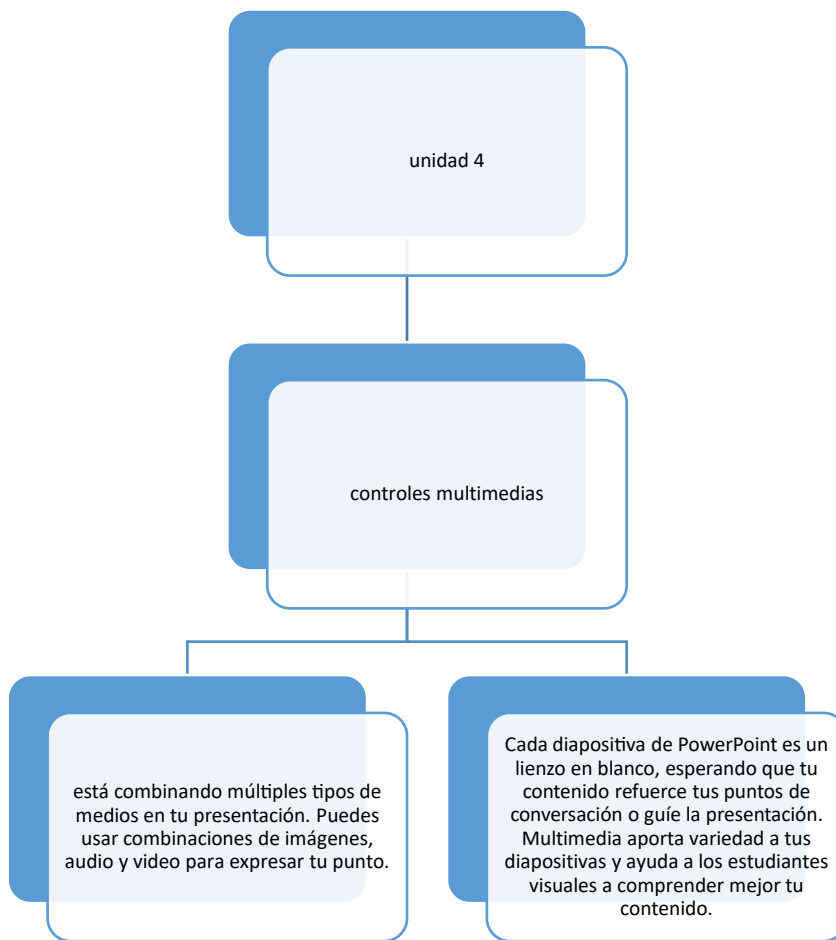 unidad 4
controles multimedias
está combinando múltiples tipos de
medios en tu presentación. Puedes
usar combinaciones de imágenes,
audio y video para expresar tu punto.
Cada diapositiva de PowerPoint es un
lienzo en blanco, esperando que tu
contenido refuerce tus puntos de
conversación o guíe la presentación.
Multimedia aporta variedad a tus
diapositivas y ayuda a los estudiantes
visuales a comprender mejor tu
contenido.